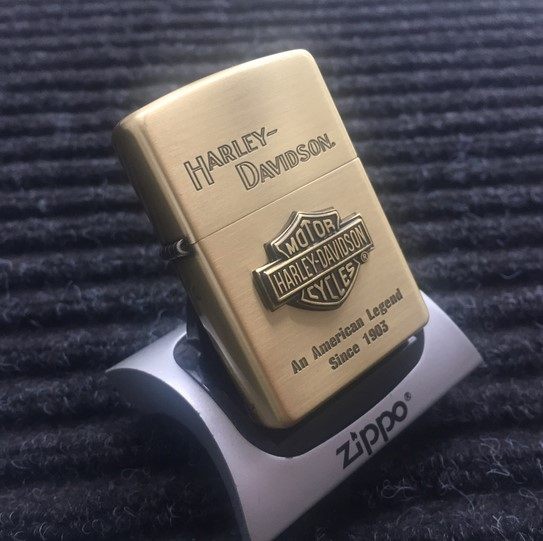 HARLEY-
DAVIDSON.
MOTOR
HARLEY-DAVIDSON
CYCLES
®
An American Legend
Since 1903
zippo®